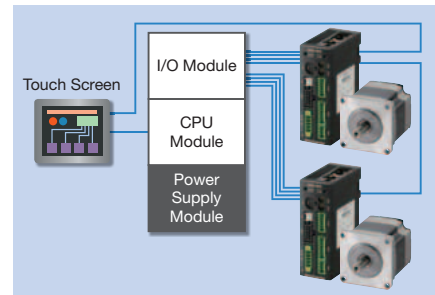 Touch Screen
I/O Module
CPU
Module
Power
Supply
Module